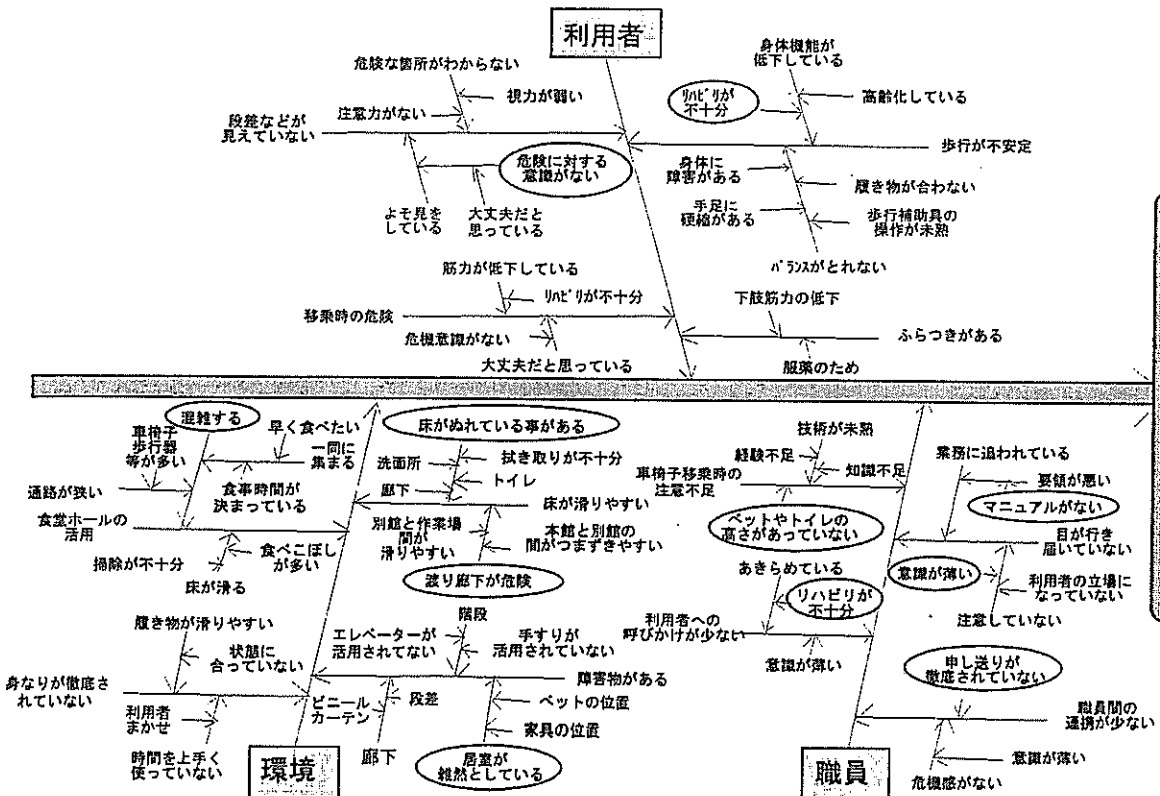 利用者
危険な箇所がわからない
視力が弱い
注意力がない
段差などが
見えていない
危険に対する
意識がない
よそ見を
している
大丈夫だと
思っている
身体機能が
低下している
ﾘﾊﾋﾞﾘが
不十分
高齢化している
歩行が不安定
身体に
障害がある
履き物が合わない
手足に
硬縮がある
歩行補助具の
操作が未熟
ﾊﾞﾗﾝｽがとれない
筋力が低下している
ﾘﾊﾋﾞﾘが不十分
移乗時の危険
危機意識がない
大丈夫だと思っている
下肢筋力の低下
ふらつきがある
服薬のため
混雑する
車椅子
歩行器
等が多い
早く食べたい
一同に
集まる
通路が狭い
食事時間が
決まっている
食堂ホールの
活用
掃除が不十分
食べこぼし
が多い
床が滑る
床がぬれている事がある
洗面所
拭き取りが不十分
トイレ
廊下
床が滑りやすい
別館と作業場
間が
滑りやすい
本館と別館の
間がつまずきやすい
渡り廊下が危険
履き物が滑りやすい
状態に
合っていない
身なりが徹底さ
れていない
利用者
まかせ
時間を上手く
使っていない
階段
エレベーターが
活用されてない
手すりが
活用されていない
障害物がある
ビニール
カーテン
段差
ベットの位置
家具の位置
廊下
居室が
雑然としている
環境
技術が未熟
経験不足
知識不足
車椅子移乗時の
注意不足
ベットやトイレの
高さがあっていない
業務に追われている
要領が悪い
マニュアルがない
目が行き
届いていない
意識が薄い
利用者の立場に
なっていない
注意していない
あきらめている
リハビリが
不十分
利用者への
呼びかけが少ない
意識が薄い
申し送りが
徹底されていない
職員間の
連携が少ない
意識が薄い
危機感がない
職員